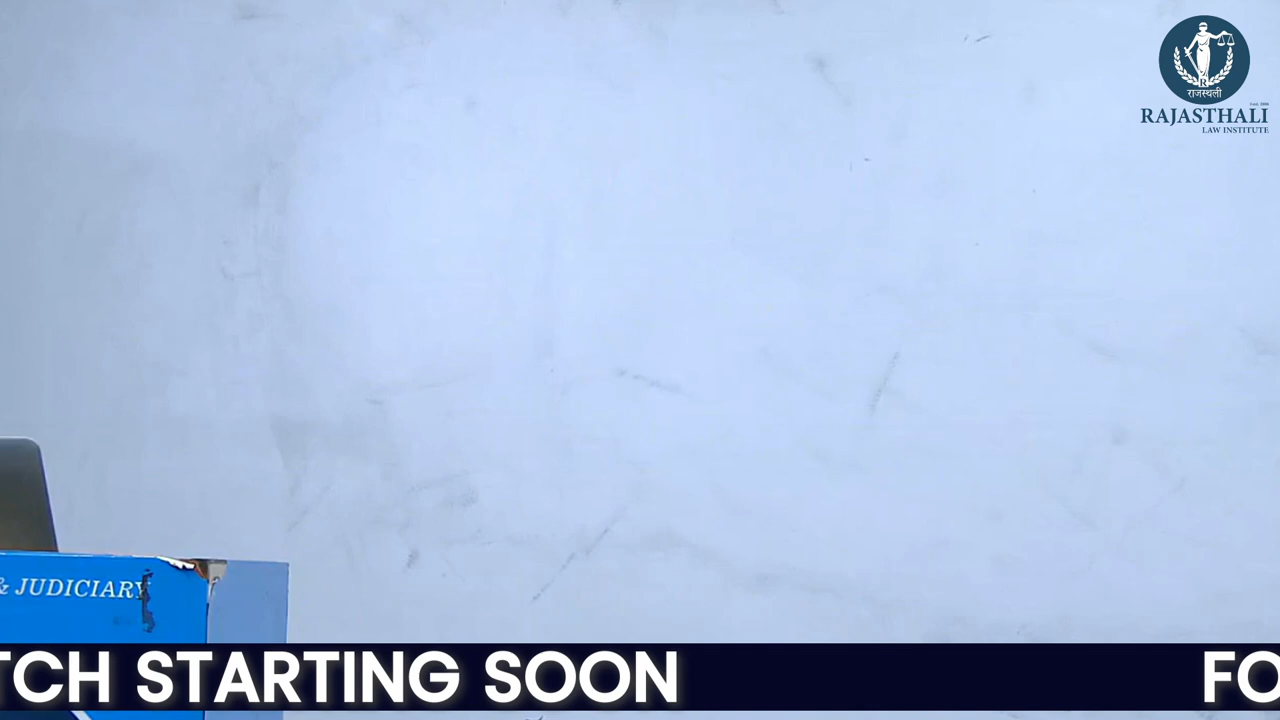 राजस्थली
RAJASTHALI
LAW INSTITUTE
& JUDICIARY
TCH STARTING SOON
FO